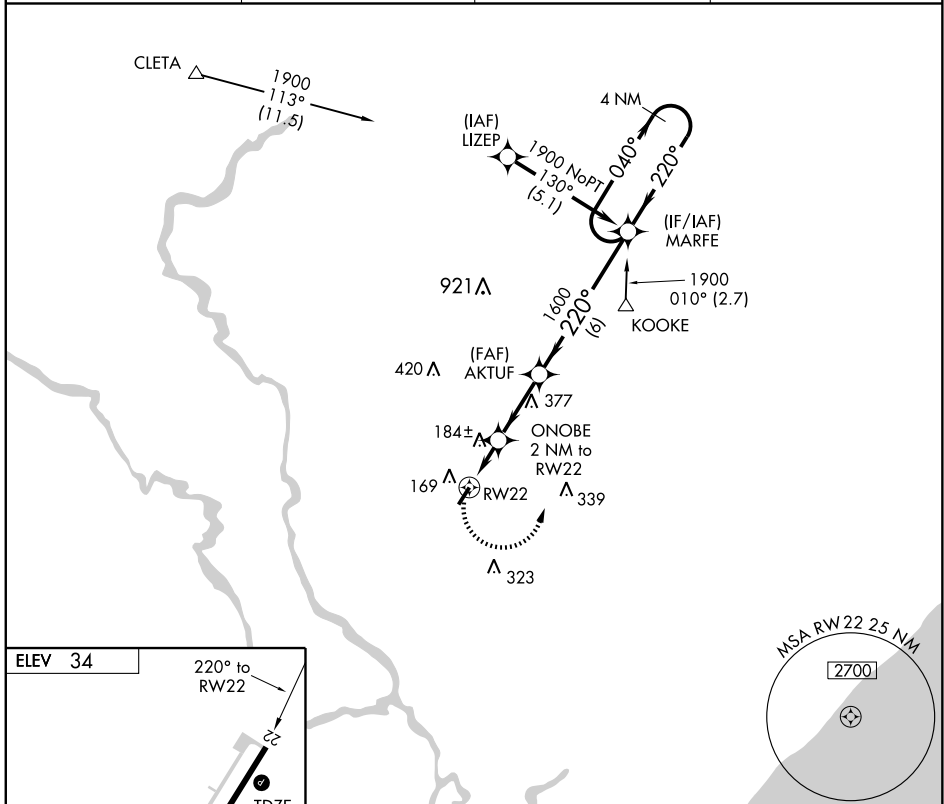 CLETA
1900
113°
(11.5)
4 NM
(IAF)
LIZEP
1900 NoPT
130°
(5.1)
040°
220°
(IF/IAF)
MARFE
921
1900
010° (2.7)
KOOKE
1600
220°
(6)
420
(FAF)
AKTUF
377
184±
ONOBE
2 NM to
RW22
169
RW22
339
323
MSA RW22 25 NM
2700
ELEV 34
220° to
RW22
22
P
TDZE